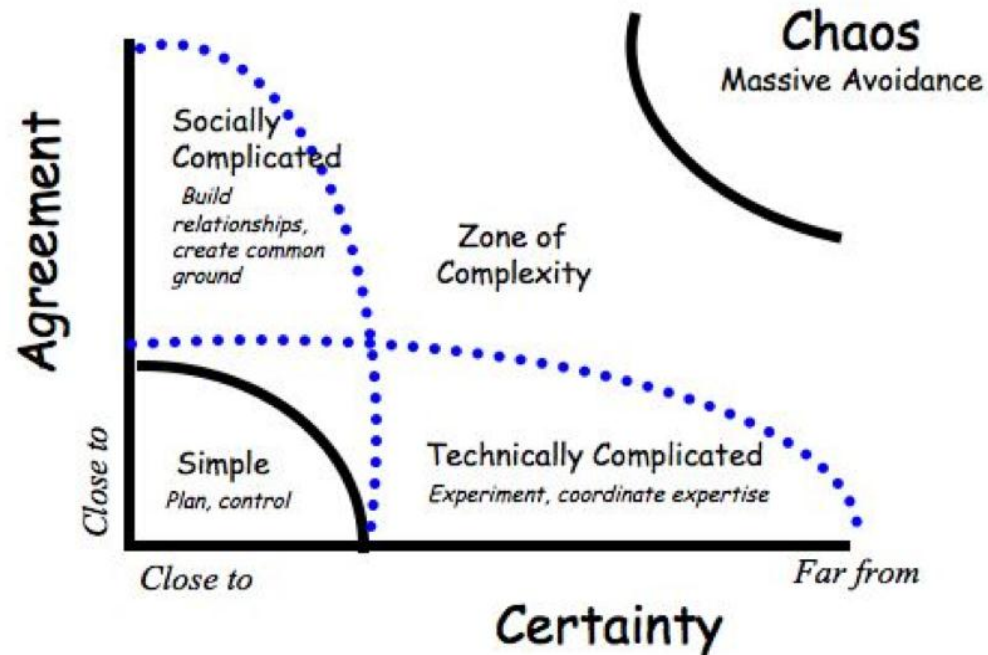 Chaos
Massive Avoidance
Socially
Complicated
Build
relationships,
create common
ground
Zone of
Complexity
Agreement
Close to
Simple
Plan, control
Technically Complicated
Experiment, coordinate expertise
Close to
Far from
Certainty